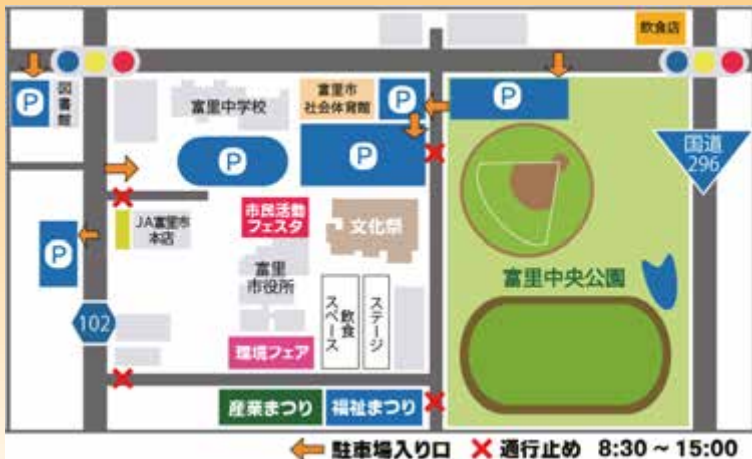 飲食店
P
図書館
富里中学校
富里市
社会体育館
P
P
P
P
国道
296
JA富里市
本店
市民活動
フェスタ
文化祭
P
富里
市役所
富里中央公園
飲食
スペース
ステージ
102
環境フェア
産業まつり
福祉まつり
駐車場入り口
通行止め 8:30～15:00